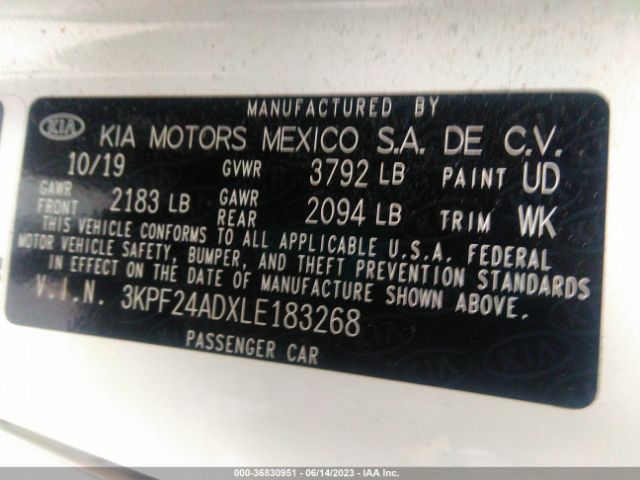 MANUFACTURED BY
KIA KIA MOTORS MEXICO S.A. DE C.V.
10/19 GVWR 3792 LB PAINT UD
GAWR FRONT 2183 LB GAWR REAR 2094 LB TRIM WK
THIS VEHICLE CONFORMS TO ALL APPLICABLE U.S.A. FEDERAL
MOTOR VEHICLE SAFETY, BUMPER, AND THEFT PREVENTION STANDARDS
IN EFFECT ON THE DATE OF MANUFACTURE SHOWN ABOVE.
V.I.N. 3KPF24ADXLE183268
PASSENGER CAR
KIA
000-36830951 - 06/14/2023 - IAA Inc.